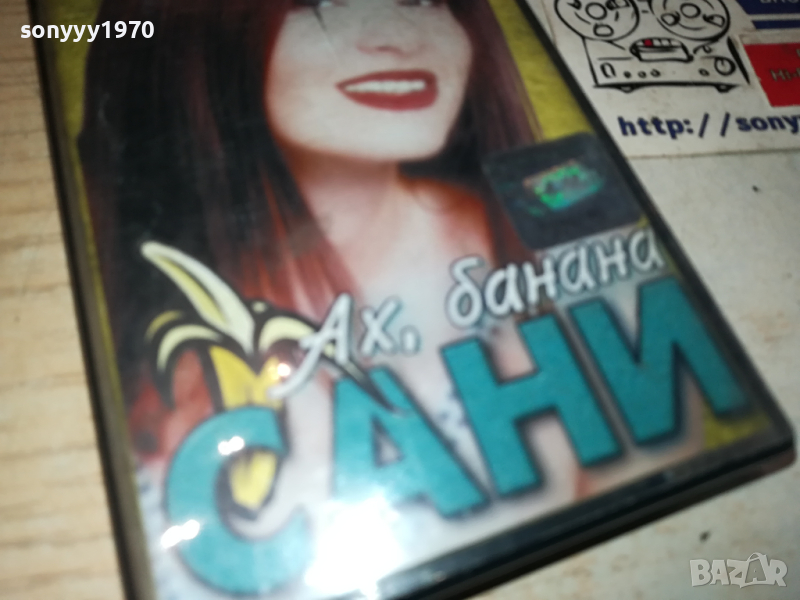 sonyyy1970
http://sony
Ах, банана
САНИ
BAZAR